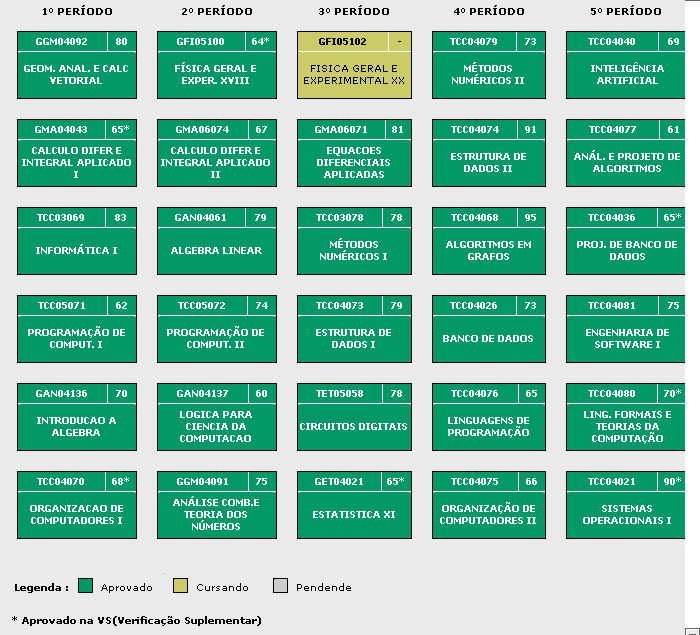 1º PERÍODO 2º PERÍODO 3º PERÍODO 4º PERÍODO 5º PERÍODO
GGM04092 80
GEOM. ANAL. E CALC
VETORIAL
GFI05100 64*
FÍSICA GERAL E
EXPER. XVIII
GFI05102 -
FISICA GERAL E
EXPERIMENTAL XX
TCC04079 73
MÉTODOS
NUMÉRICOS II
TCC04040 69
INTELIGÊNCIA
ARTIFICIAL
GMA04043 65*
CALCULO DIFER E
INTEGRAL APLICADO
I
GMA06074 67
CALCULO DIFER E
INTEGRAL APLICADO
II
GMA06071 81
EQUACOES
DIFERENCIAIS
APLICADAS
TCC04074 91
ESTRUTURA DE
DADOS II
TCC04077 61
ANÁL. E PROJETO DE
ALGORITMOS
TCC03069 83
INFORMÁTICA I
GAN04061 79
ALGEBRA LINEAR
TCC03078 78
MÉTODOS
NUMÉRICOS I
TCC04068 95
ALGORITMOS EM
GRAFOS
TCC04036 65*
PROJ. DE BANCO DE
DADOS
TCC05071 62
PROGRAMAÇÃO DE
COMPUT. I
TCC05072 74
PROGRAMAÇÃO DE
COMPUT. II
TCC04073 79
ESTRUTURA DE
DADOS I
TCC04026 73
BANCO DE DADOS
TCC04081 75
ENGENHARIA DE
SOFTWARE I
GAN04136 70
INTRODUCAO A
ALGEBRA
GAN04137 60
LOGICA PARA
CIENCIA DA
COMPUTACAO
TET05058 78
CIRCUITOS DIGITAIS
TCC04076 65
LINGUAGENS DE
PROGRAMAÇÃO
TCC04080 70*
LING. FORMAIS E
TEORIAS DA
COMPUTAÇÃO
TCC04070 68*
ORGANIZACAO DE
COMPUTADORES I
GGM04091 75
ANÁLISE COMB.E
TEORIA DOS
NÚMEROS
GET04021 65*
ESTATISTICA XI
TCC04075 66
ORGANIZAÇÃO DE
COMPUTADORES II
TCC04021 90*
SISTEMAS
OPERACIONAIS I
Legenda : Aprovado Cursando Pendende
* Aprovado na VS(Verificação Suplementar)